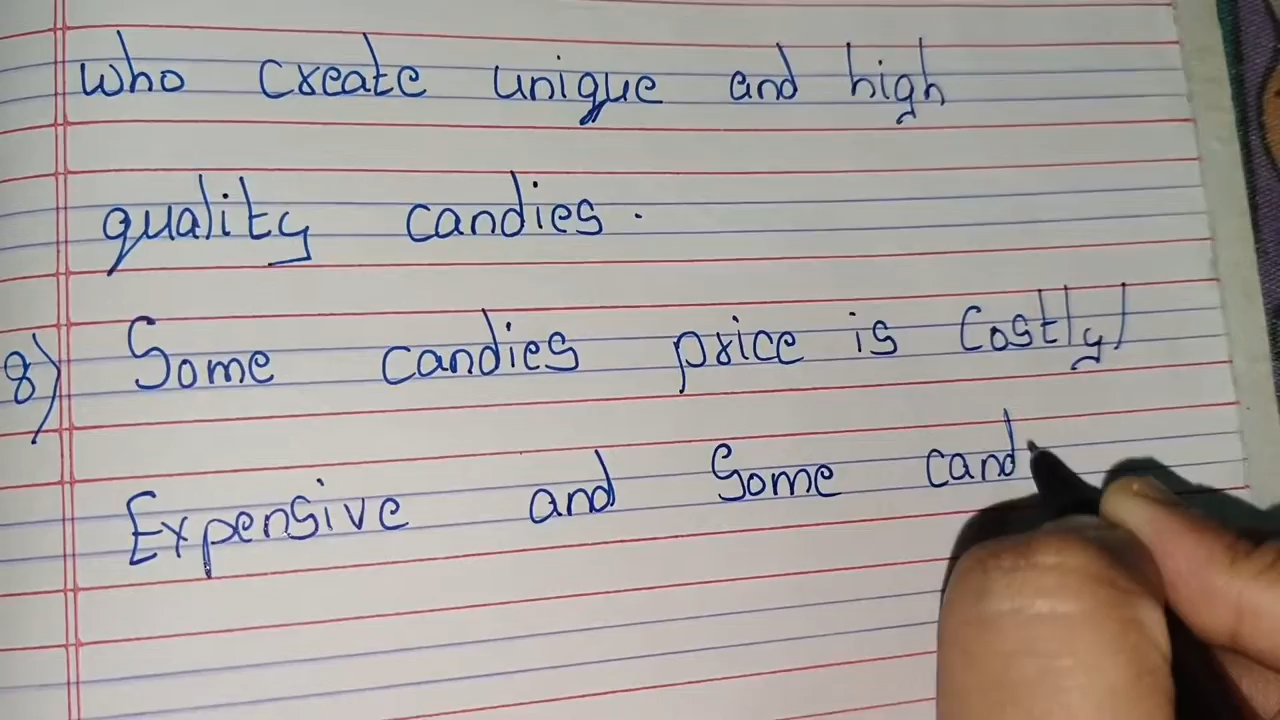 who create unique and high
quality candies.
8) Some candies price is Costly/
Expensive and Some cand